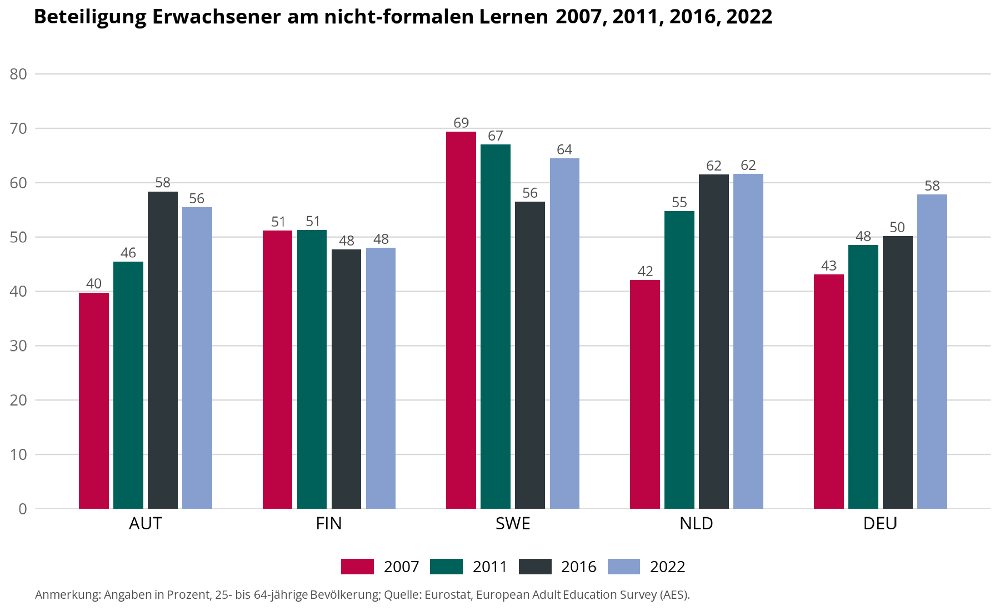 Beteiligung Erwachsener am nicht-formalen Lernen 2007, 2011, 2016, 2022
80
70
60
50
40
30
20
10
0
40 46 58 56
51 51 48 48
69 67 56 64
42 55 62 62
43 48 50 58
AUT FIN SWE NLD DEU
2007 2011 2016 2022
Anmerkung: Angaben in Prozent, 25- bis 64-jährige Bevölkerung; Quelle: Eurostat, European Adult Education Survey (AES).